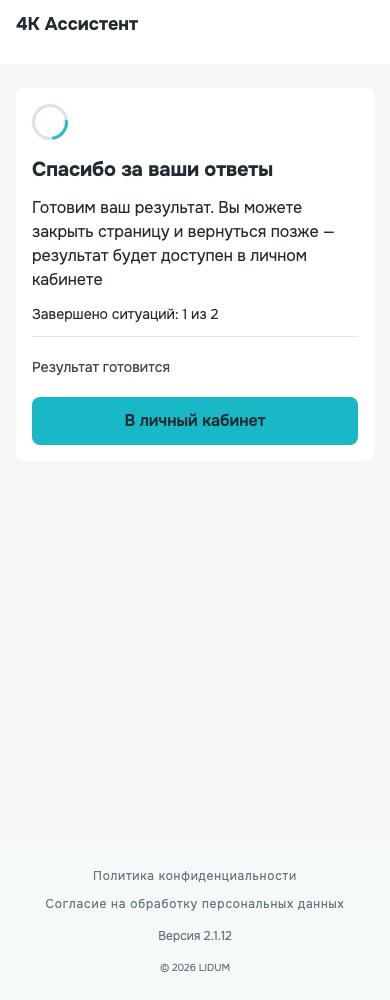 4K Ассистент
Спасибо за ваши ответы
Готовим ваш результат. Вы можете
закрыть страницу и вернуться позже —
результат будет доступен в личном
кабинете
Завершено ситуаций: 1 из 2
Результат готовится
В личный кабинет
Политика конфиденциальности
Согласие на обработку персональных данных
Версия 2.1.12
© 2026 LIDUM